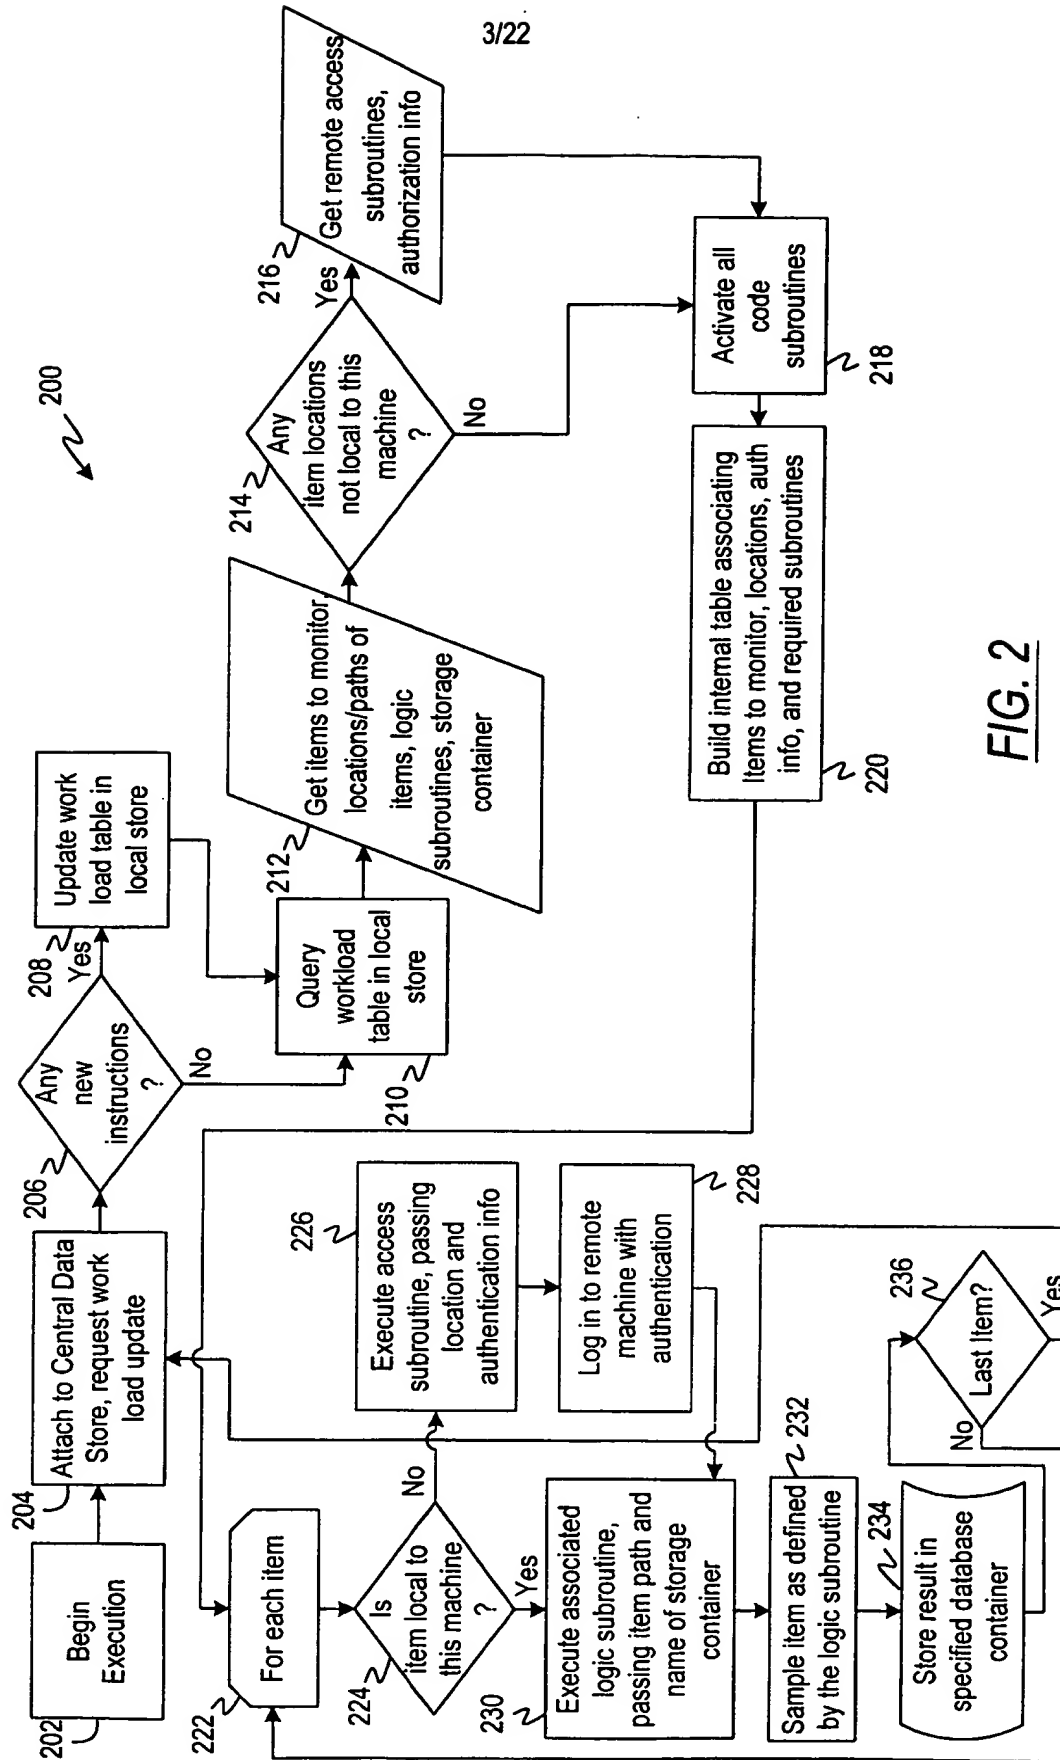 3/22
200
202
Begin
Execution
204
Attach to Central Data
Store, request work
load update
206
Any
new
instructions
?
Yes
No
208
Update work
load table in
local store
210
Query
workload
table in local
store
212
Get items to monitor,
locations/paths of
items, logic
subroutines, storage
container
214
Any
item locations
not local to this
machine
?
Yes
No
216
Get remote access
subroutines,
authorization info
Activate all
code
subroutines
218
Build internal table associating
Items to monitor, locations, auth
info, and required subroutines
220
222
For each item
224
Is
item local to
this machine
?
No
Yes
226
Execute access
subroutine, passing
location and
authentication info
228
Log in to remote
machine with
authentication
230
Execute associated
logic subroutine,
passing item path and
name of storage
container
232
Sample item as defined
by the logic subroutine
234
Store result in
specified database
container
236
Last Item?
No
Yes
FIG. 2